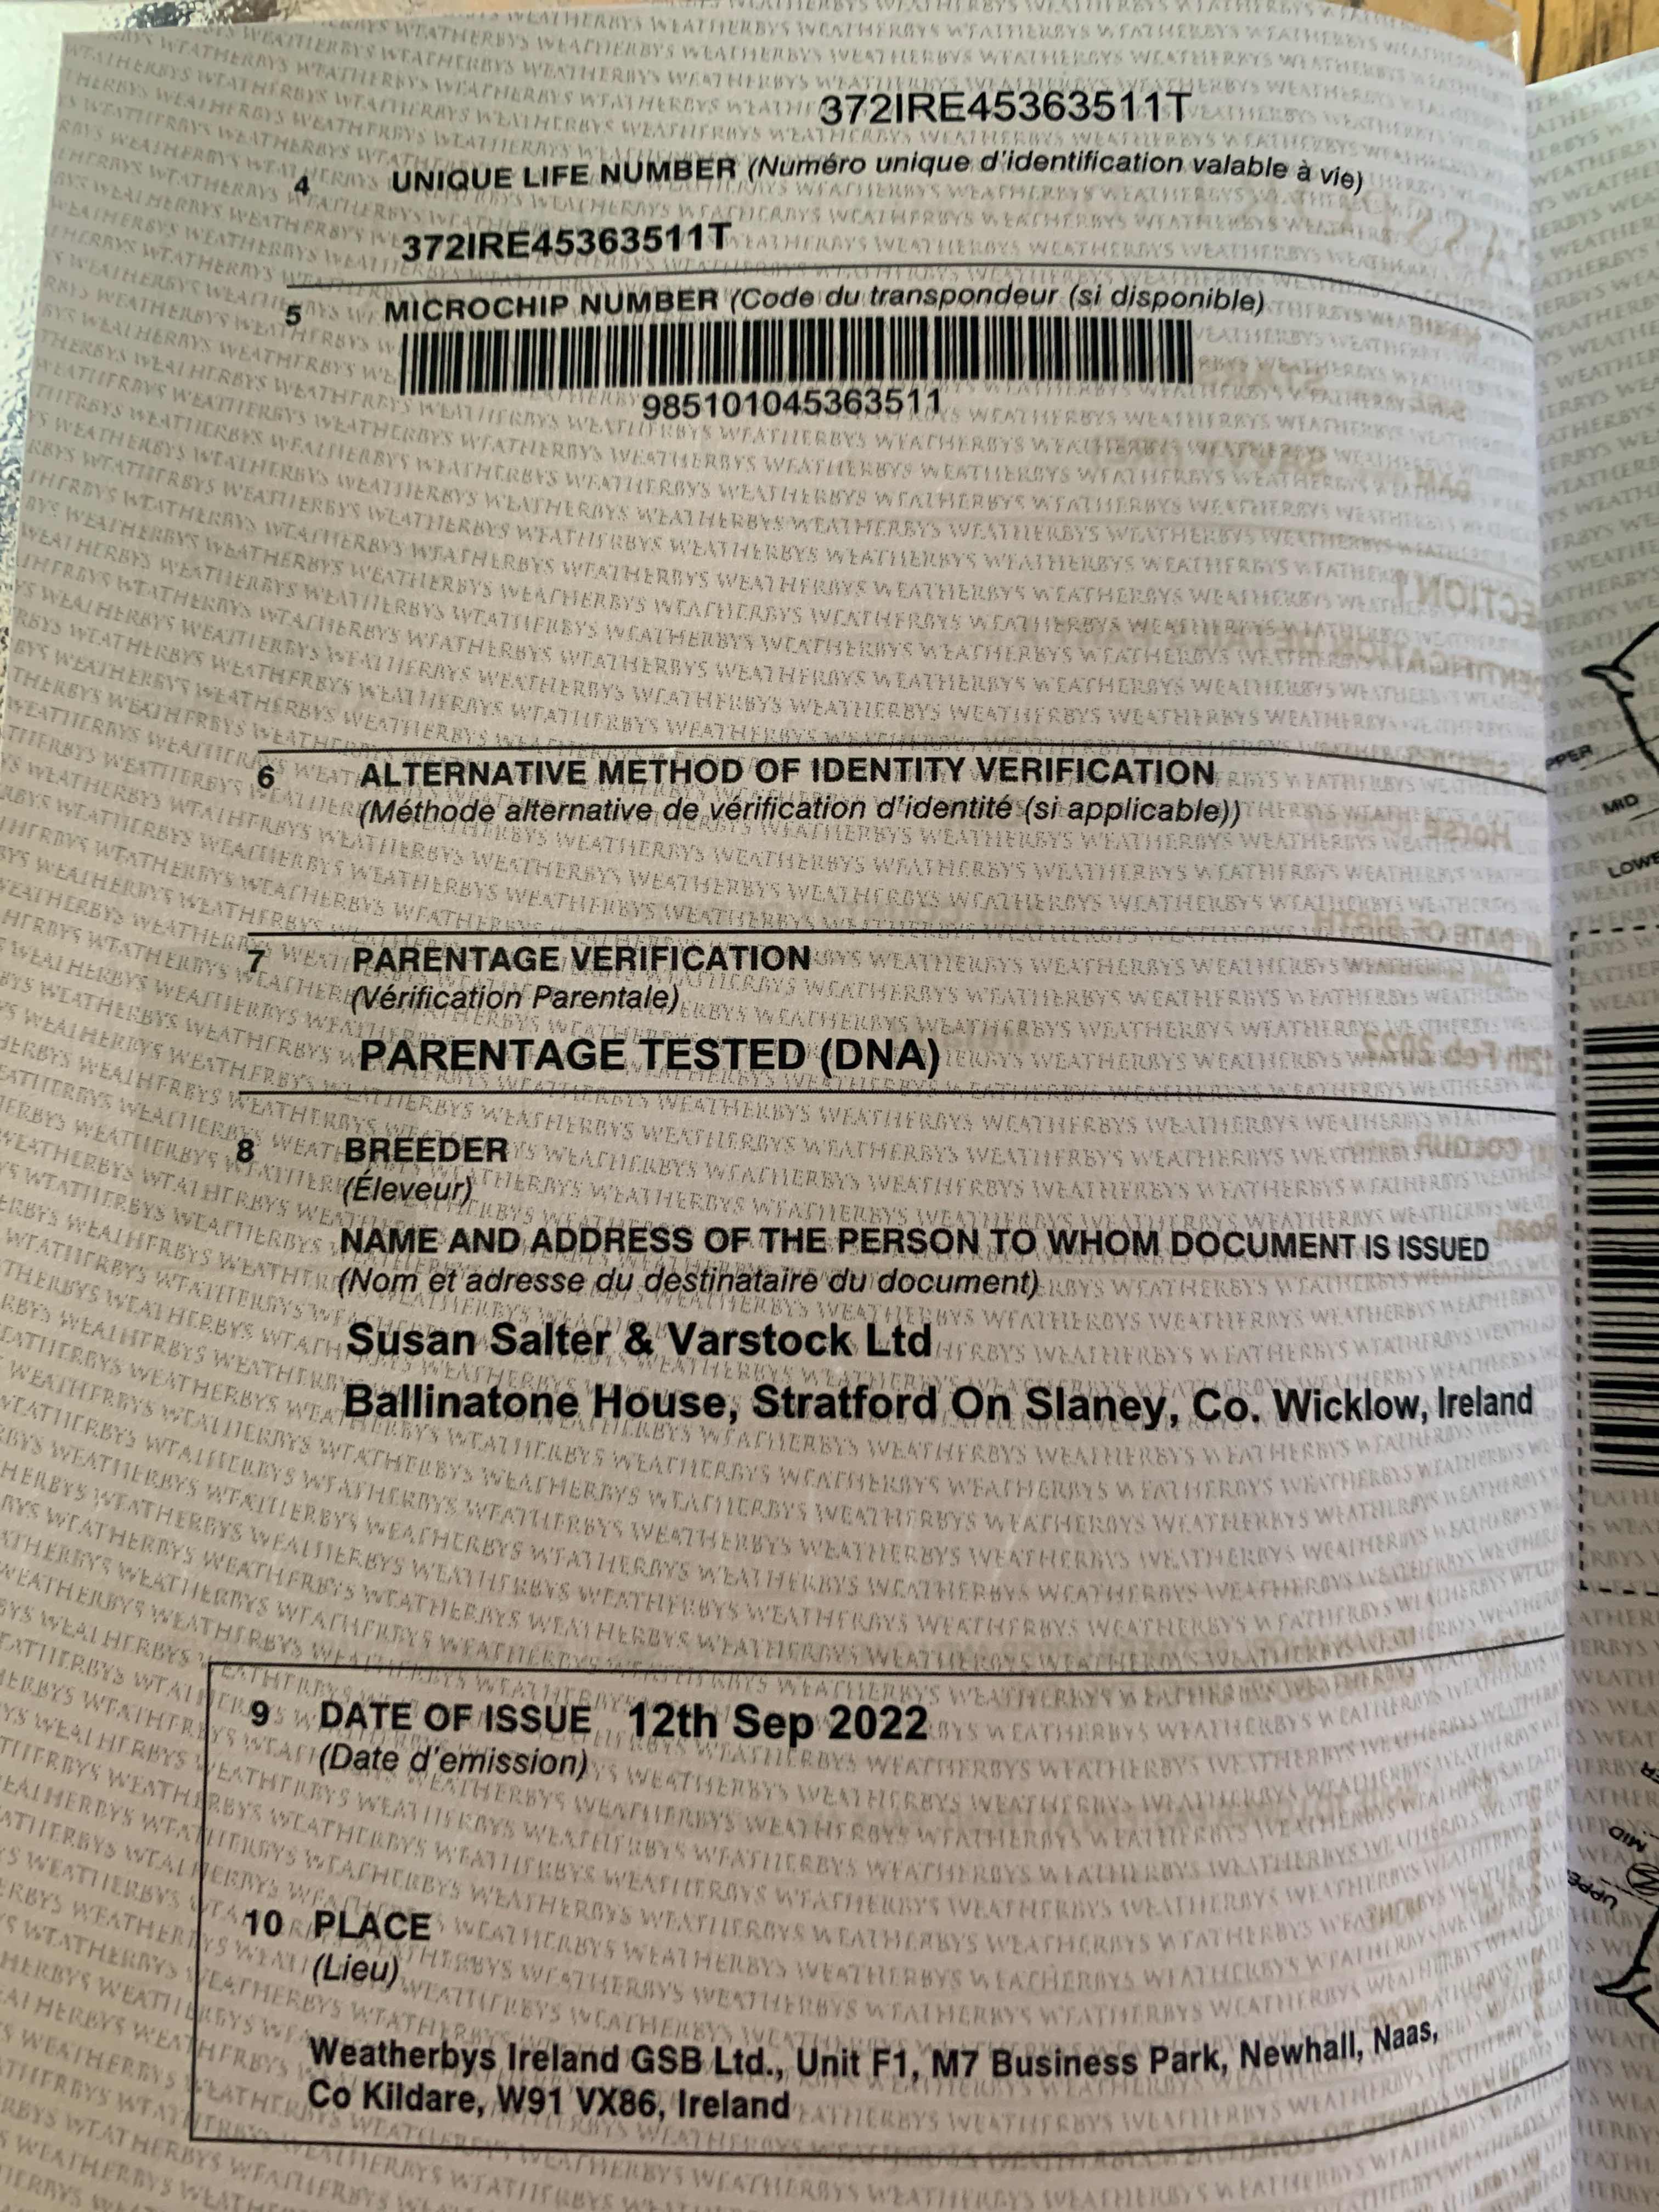 372IRE45363511T
4 UNIQUE LIFE NUMBER (Numéro unique d'identification valable à vie)
372IRE45363511T
5 MICROCHIP NUMBER (Code du transpondeur (si disponible)
985101045363511
6 ALTERNATIVE METHOD OF IDENTITY VERIFICATION
(Méthode alternative de vérification d'identité (si applicable))
7 PARENTAGE VERIFICATION
(Vérification Parentale)
PARENTAGE TESTED (DNA)
8 BREEDER
(Éleveur)
NAME AND ADDRESS OF THE PERSON TO WHOM DOCUMENT IS ISSUED
(Nom et adresse du destinataire du document)
Susan Salter & Varstock Ltd
Ballinatone House, Stratford On Slaney, Co. Wicklow, Ireland
9 DATE OF ISSUE 12th Sep 2022
(Date d'emission)
10 PLACE
(Lieu)
Weatherbys Ireland GSB Ltd., Unit F1, M7 Business Park, Newhall, Naas,
Co Kildare, W91 VX86, Ireland
MID
MID